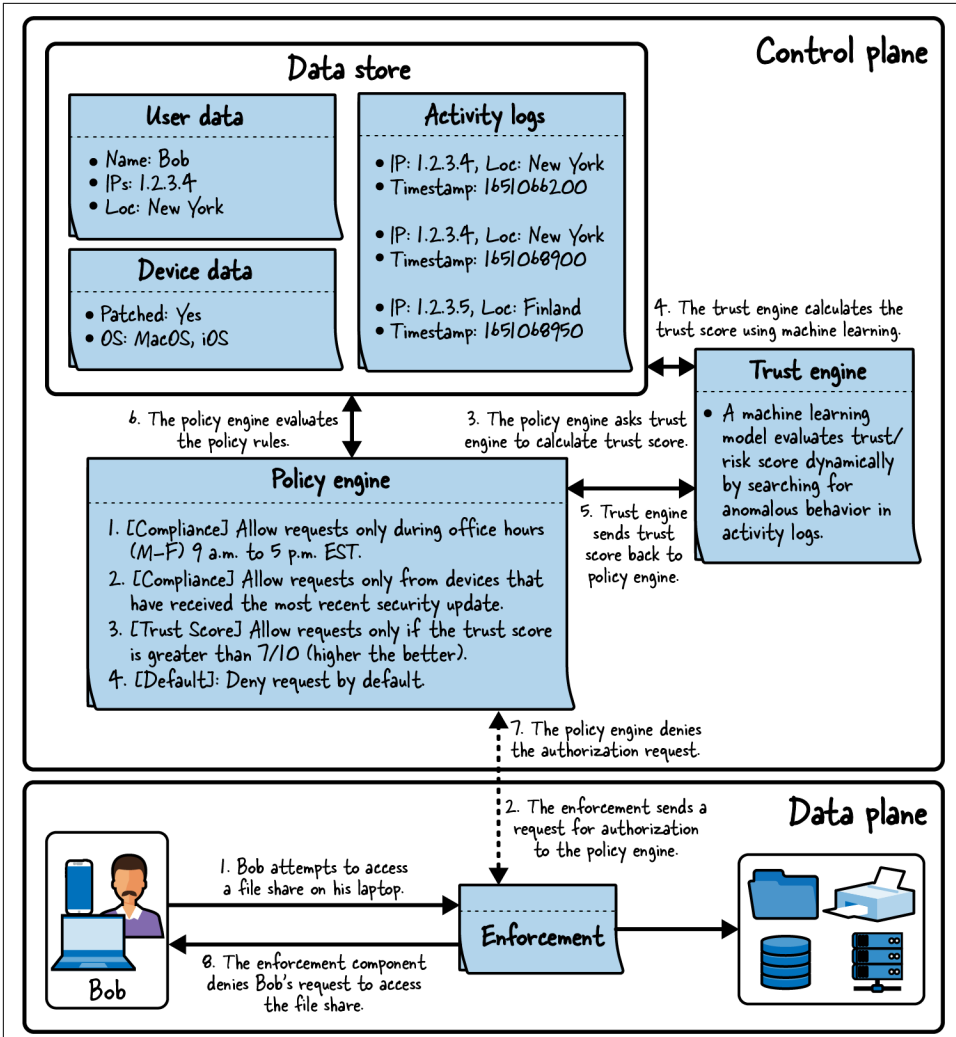 Control plane
Data store
User data
• Name: Bob
• IPs: 1.2.3.4
• Loc: New York
Device data
• Patched: Yes
• OS: MacOS, iOS
Activity logs
• IP: 1.2.3.4, Loc: New York
• Timestamp: 1651066200
• IP: 1.2.3.4, Loc: New York
• Timestamp: 1651068900
• IP: 1.2.3.5, Loc: Finland
• Timestamp: 1651068950
4. The trust engine calculates the
trust score using machine learning.
Trust engine
• A machine learning
model evaluates trust/
risk score dynamically
by searching for
anomalous behavior in
activity logs.
6. The policy engine evaluates
the policy rules.
3. The policy engine asks trust
engine to calculate trust score.
Policy engine
1. [Compliance] Allow requests only during office hours
(M–F) 9 a.m. to 5 p.m. EST.
2. [Compliance] Allow requests only from devices that
have received the most recent security update.
3. [Trust Score] Allow requests only if the trust score
is greater than 7/10 (higher the better).
4. [Default]: Deny request by default.
5. Trust engine
sends trust
score back to
policy engine.
7. The policy engine denies
the authorization request.
Data plane
2. The enforcement sends a
request for authorization
to the policy engine.
1. Bob attempts to access
a file share on his laptop.
Enforcement
8. The enforcement component
denies Bob's request to access
the file share.
Bob